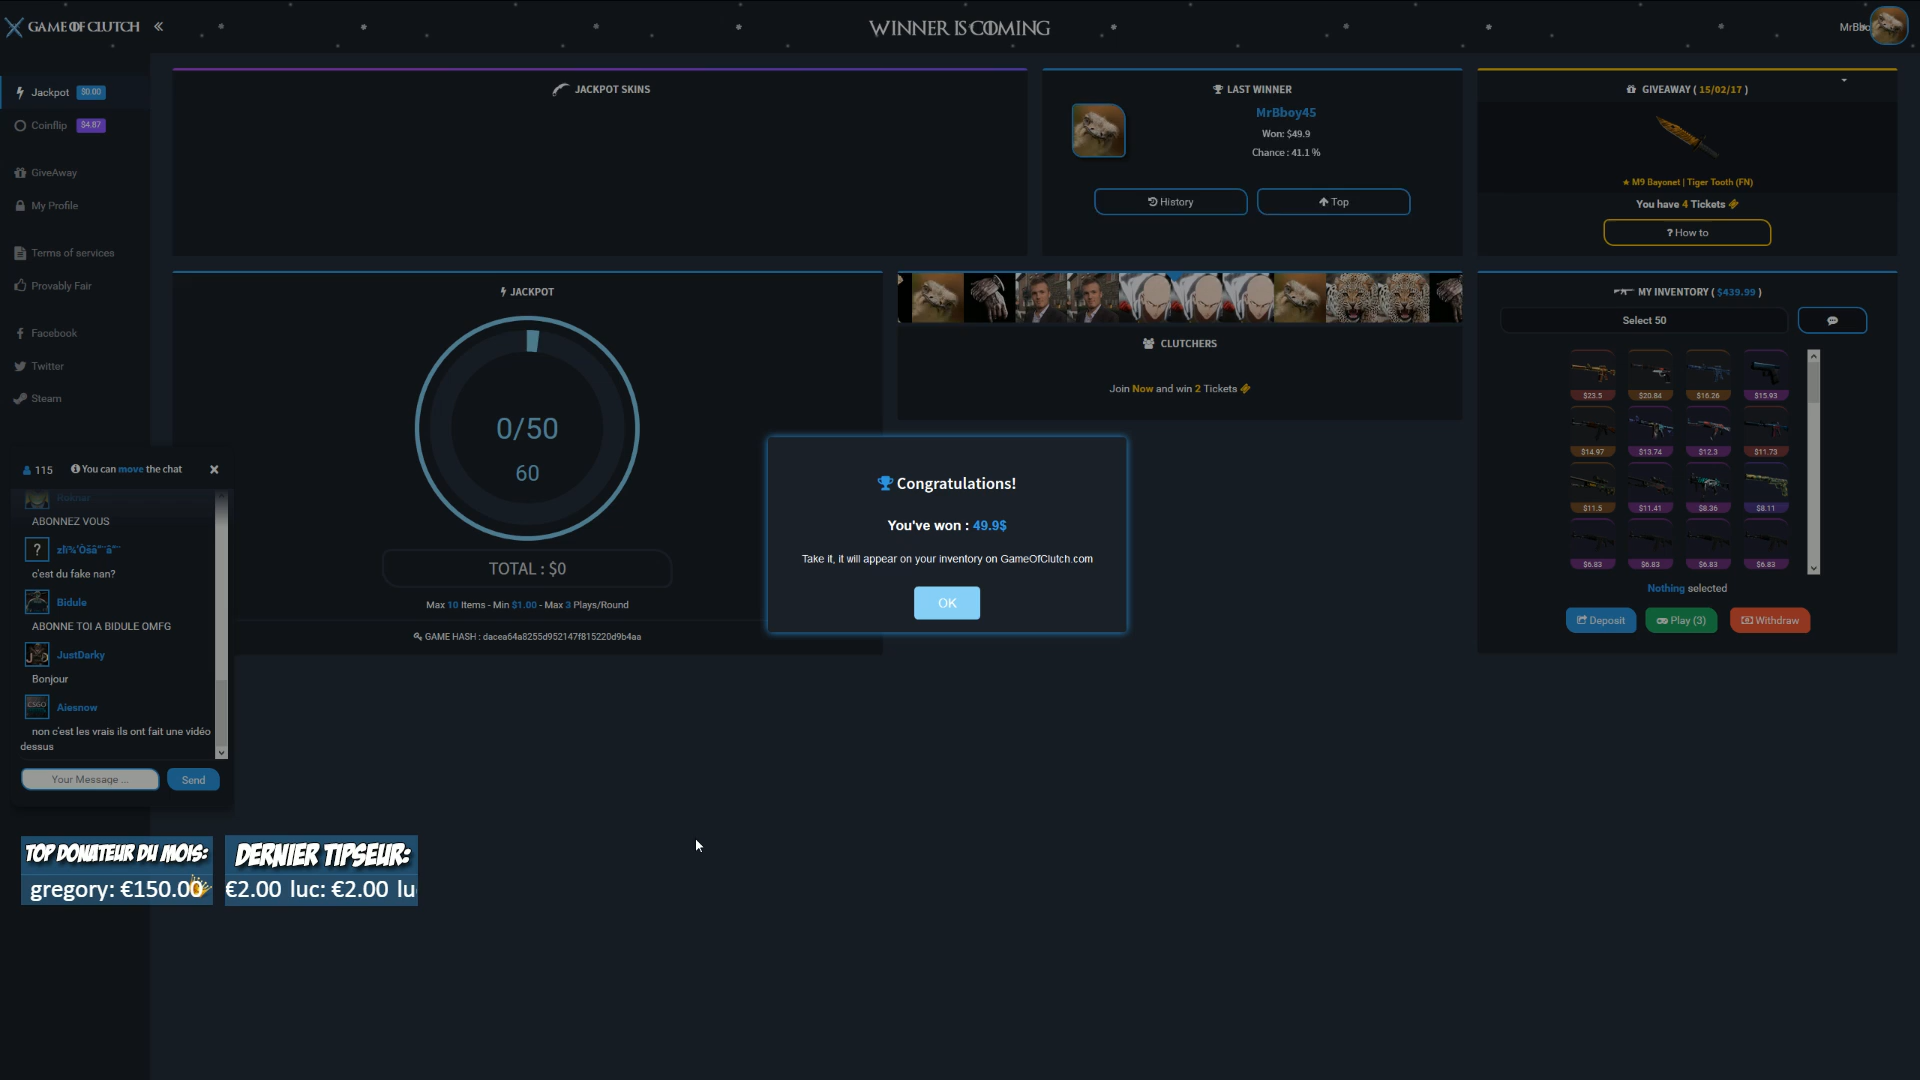 GAME OF CLUTCH «
WINNER IS COMING
MrBbo
Jackpot $0.00
Coinflip $4.87
GiveAway
My Profile
Terms of services
Provably Fair
Facebook
Twitter
Steam
JACKPOT SKINS
LAST WINNER
MrBboy45
Won: $49.9
Chance : 41.1 %
History
Top
GIVEAWAY ( 15/02/17 )
★ M9 Bayonet | Tiger Tooth (FN)
You have 4 Tickets
? How to
JACKPOT
0/50
60
TOTAL : $0
Max 10 Items - Min $1.00 - Max 3 Plays/Round
GAME HASH : dacea64a8255d952147f815220d9b4aa
CLUTCHERS
Join Now and win 2 Tickets
MY INVENTORY ( $439.99 )
Select 50
$23.5 $20.84 $16.26 $15.93
$14.97 $13.74 $12.3 $11.73
$11.5 $11.41 $8.36 $8.11
$6.83 $6.83 $6.83 $6.83
Nothing selected
Deposit
Play (3)
Withdraw
Congratulations!
You've won : 49.9$
Take it, it will appear on your inventory on GameOfClutch.com
OK
115 You can move the chat
ABONNEZ VOUS
c'est du fake nan?
Bidule
ABONNE TOI A BIDULE OMFG
JustDarky
Bonjour
Aiesnow
non c'est les vrais ils ont fait une vidéo
dessus
Your Message ...
Send
TOP DONATEUR DU MOIS:
gregory: €150.00
DERNIER TIPSEUR:
€2.00 luc: €2.00 lu